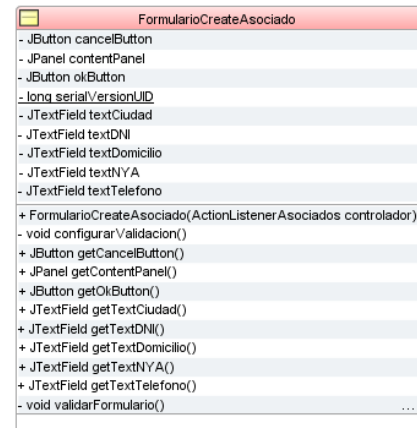 FormularioCreateAsociado
- JButton cancelButton
- JPanel contentPanel
- JButton okButton
- long serialVersionUID
- JTextField textCiudad
- JTextField textDNI
- JTextField textDomicilio
- JTextField textNYA
- JTextField textTelefono
+ FormularioCreateAsociado(ActionListenerAsociados controlador)
- void configurarValidacion()
+ JButton getCancelButton()
+ JPanel getContentPanel()
+ JButton getOkButton()
+ JTextField getTextCiudad()
+ JTextField getTextDNI()
+ JTextField getTextDomicilio()
+ JTextField getTextNYA()
+ JTextField getTextTelefono()
- void validarFormulario() ...